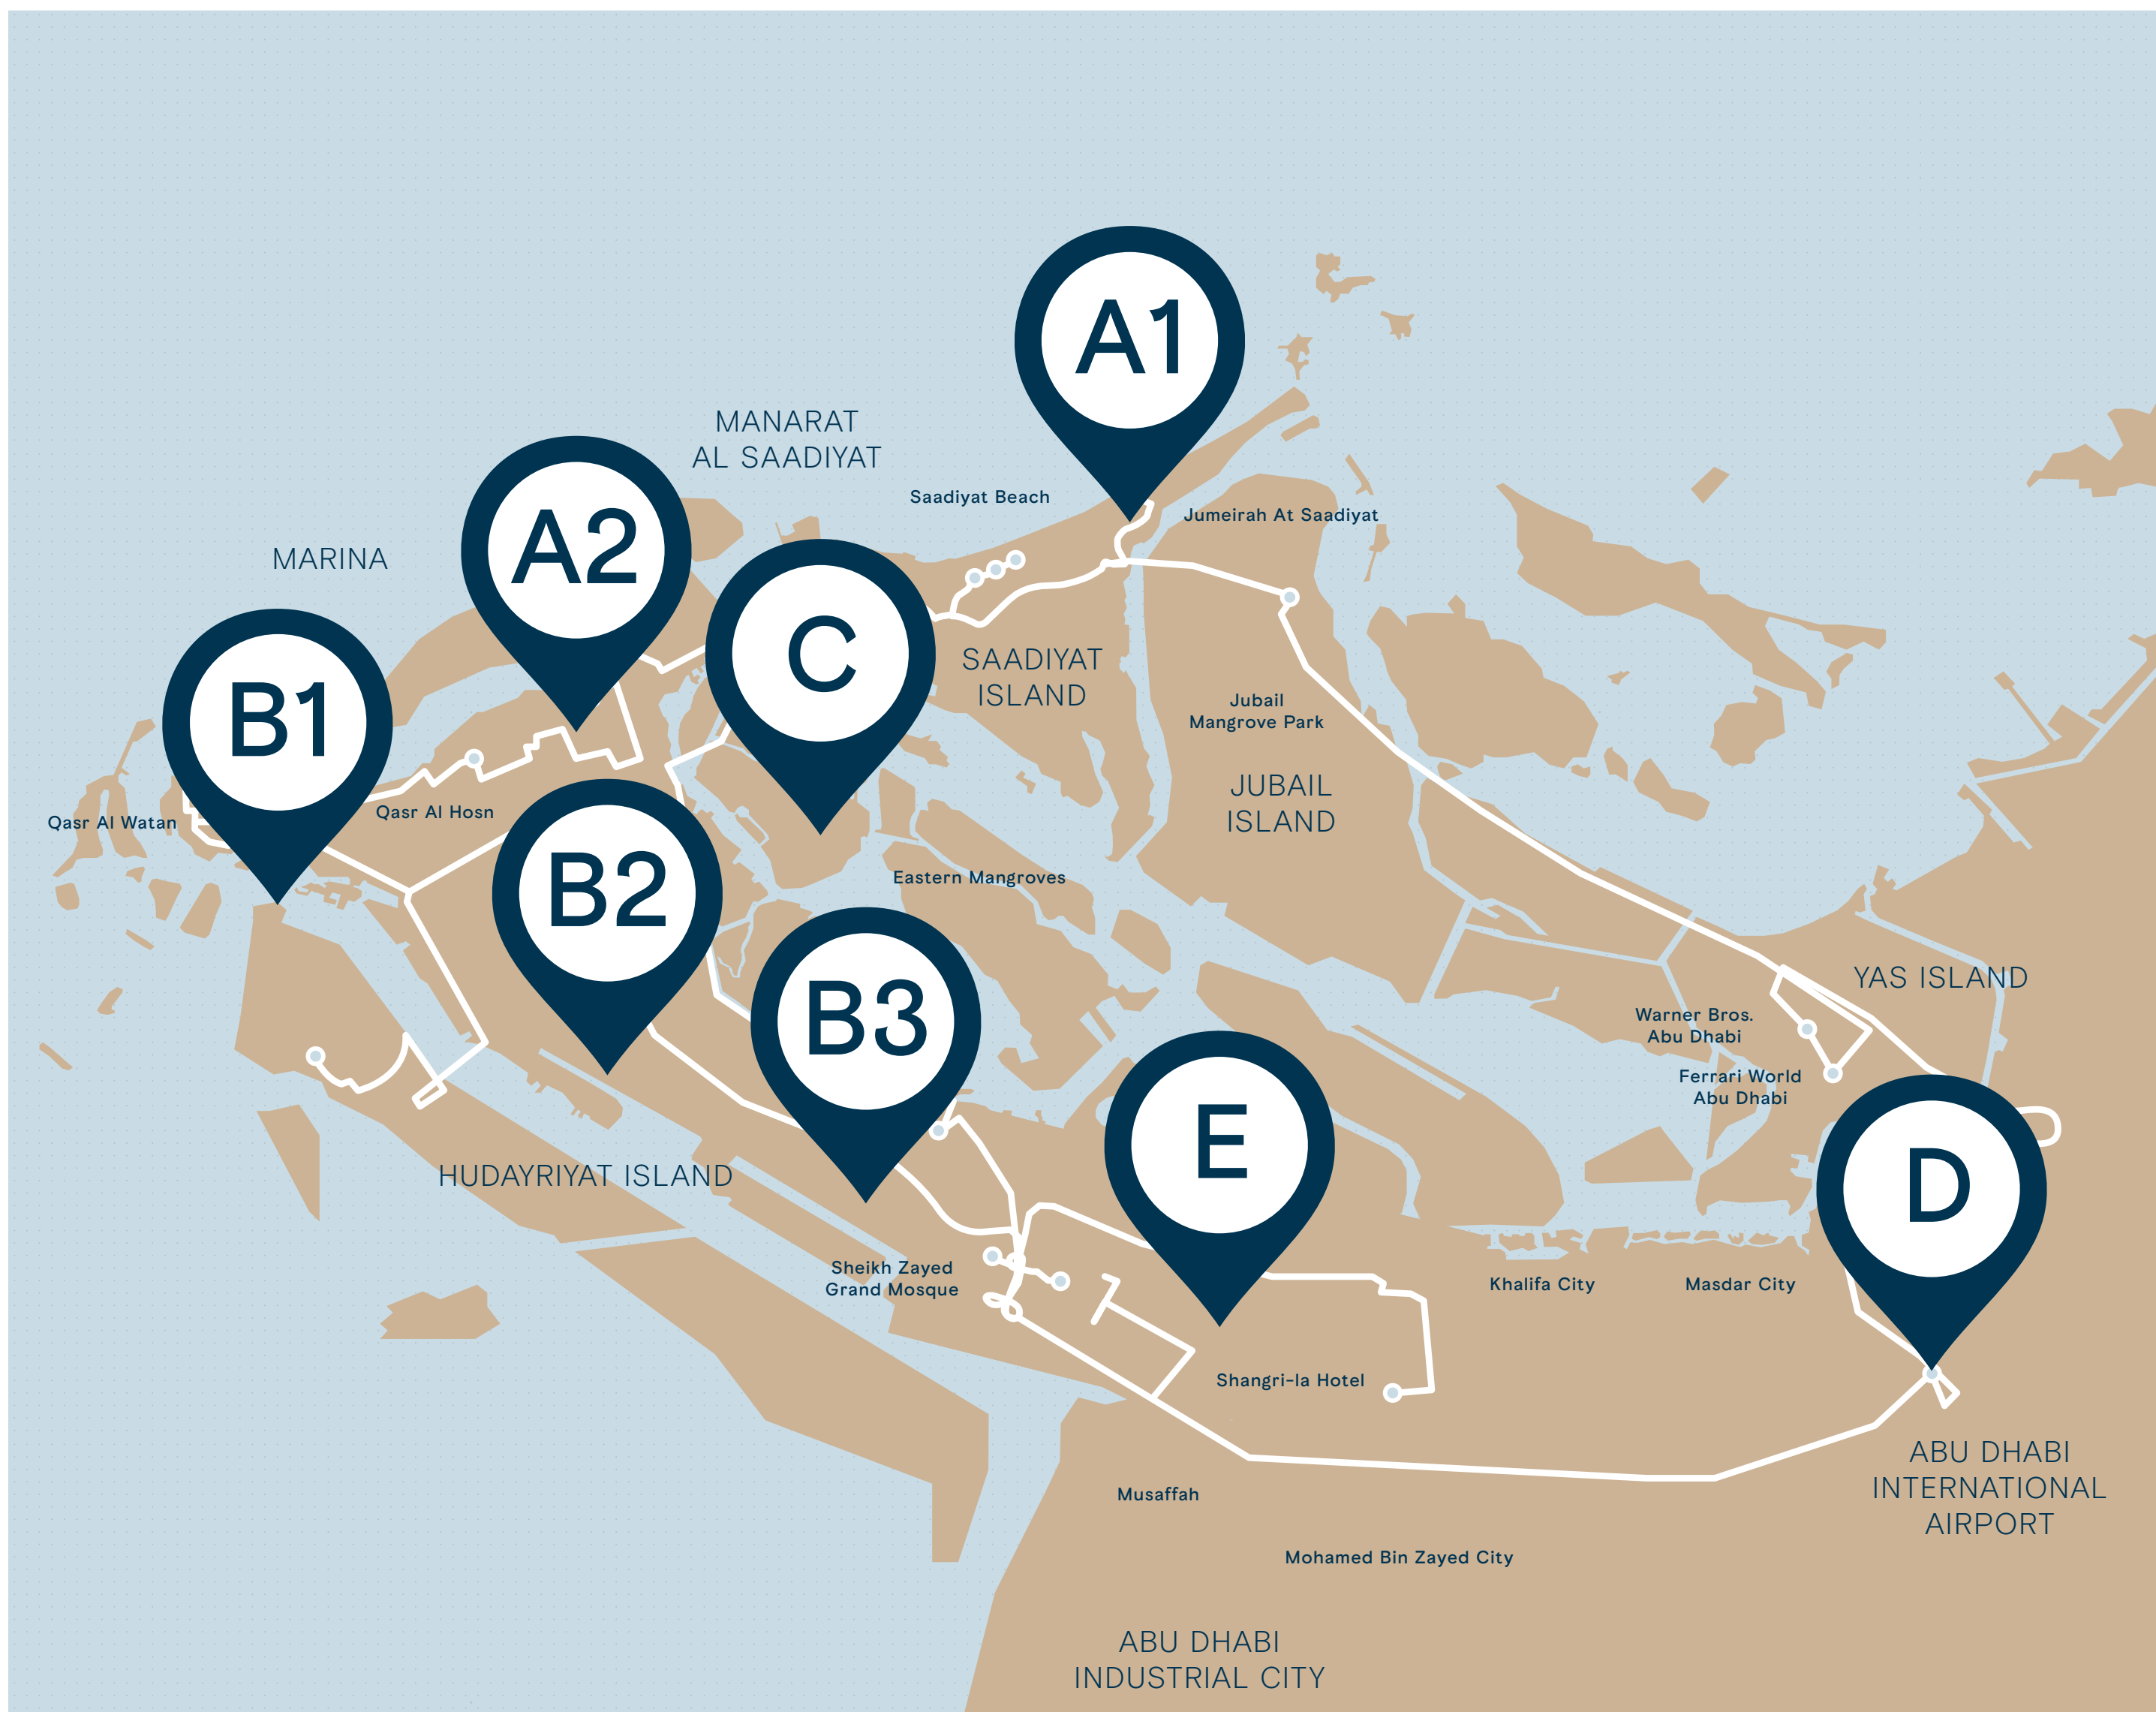 A1
MANARAT
AL SAADIYAT
Saadiyat Beach
Jumeirah At Saadiyat
A2
MARINA
C
SAADIYAT
ISLAND
B1
Jubail
Mangrove Park
JUBAIL
ISLAND
Qasr Al Watan
Qasr Al Hosn
Eastern Mangroves
B2
YAS ISLAND
B3
Warner Bros.
Abu Dhabi
Ferrari World
Abu Dhabi
E
HUDAYRIYAT ISLAND
D
Sheikh Zayed
Grand Mosque
Khalifa City
Masdar City
Shangri-la Hotel
ABU DHABI
INTERNATIONAL
AIRPORT
Musaffah
Mohamed Bin Zayed City
ABU DHABI
INDUSTRIAL CITY